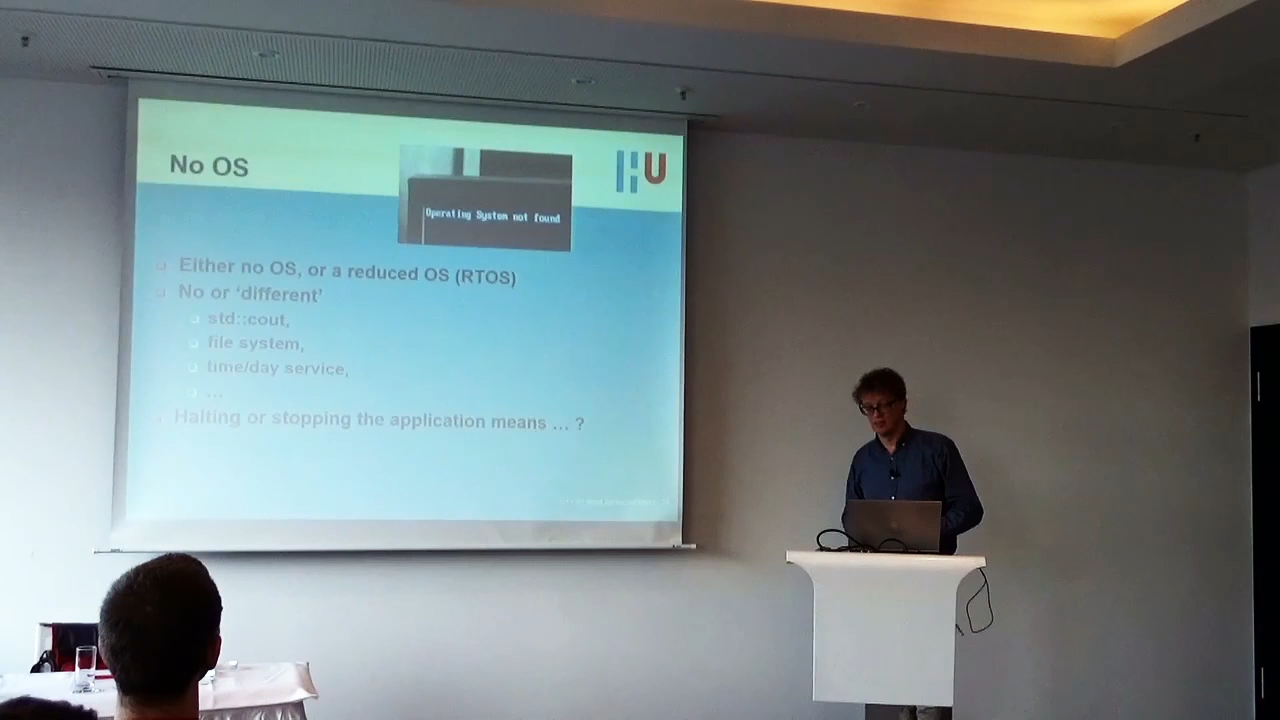 No OS
Operating System not found
HU
Either no OS, or a reduced OS (RTOS)
No or ‘different’
std::cout,
file system,
time/day service,
...
Halting or stopping the application means ... ?